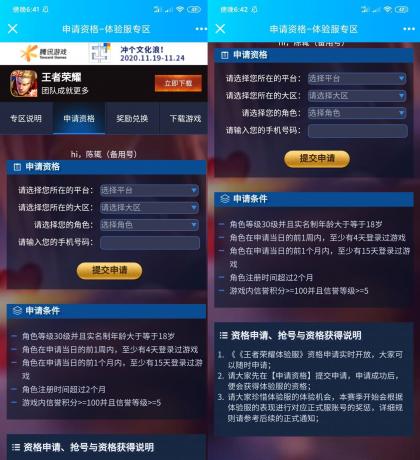 傍晚6:41
申请资格-体验服专区
腾讯游戏
Tencent Games
冲个文化浪!
2020.11.19-11.24
王者荣耀
团队成就更多
立即下载
专区说明
申请资格
奖励兑换
下载游戏
hi，陈辄（备用号）
申请资格
请选择您所在的平台：
选择平台
请选择您所在的大区：
请选择大区
请选择您的角色：
选择角色
请输入您的手机号码：
提交申请
申请条件
角色等级30级并且实名制年龄大于等于18岁
角色在申请当日的前1周内，至少有4天登录过游戏
角色在申请当日的前1个月内，至少有15天登录过游戏
角色注册时间超过2个月
游戏内信誉积分>=100并且信誉等级>=5
资格申请、抢号与资格获得说明
傍晚6:42
申请资格-体验服专区
请选择您所在的平台：
选择平台
请选择您所在的大区：
请选择大区
请选择您的角色：
选择角色
请输入您的手机号码：
提交申请
申请条件
角色等级30级并且实名制年龄大于等于18岁
角色在申请当日的前1周内，至少有4天登录过游戏
角色在申请当日的前1个月内，至少有15天登录过游
戏
角色注册时间超过2个月
游戏内信誉积分>=100并且信誉等级>=5
资格申请、抢号与资格获得说明
1. 《《王者荣耀体验服》资格申请实时开放，大家可
以随时申请；
2. 请大家先在【申请资格】提交申请，申请成功后，
便会获得体验服的资格；
3. 请大家珍惜体验服的体验机会，本赛季开始会根据
体验服的表现进行对应正式服账号的奖惩，详细规
则请参考后续的正式通知；